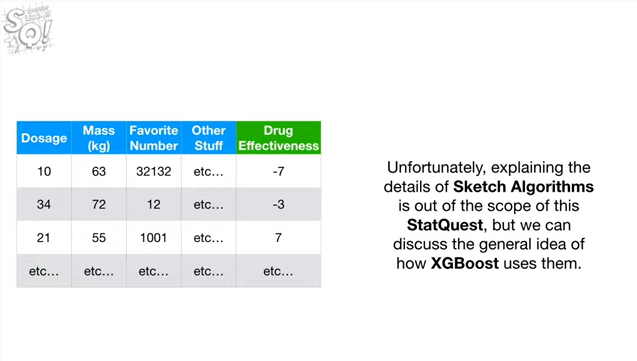 SQ!
Dosage Mass (kg) Favorite Number Other Stuff Drug Effectiveness
10 63 32132 etc... -7
34 72 12 etc... -3
21 55 1001 etc... 7
etc... etc... etc... etc... etc...
Unfortunately, explaining the
details of Sketch Algorithms
is out of the scope of this
StatQuest, but we can
discuss the general idea of
how XGBoost uses them.